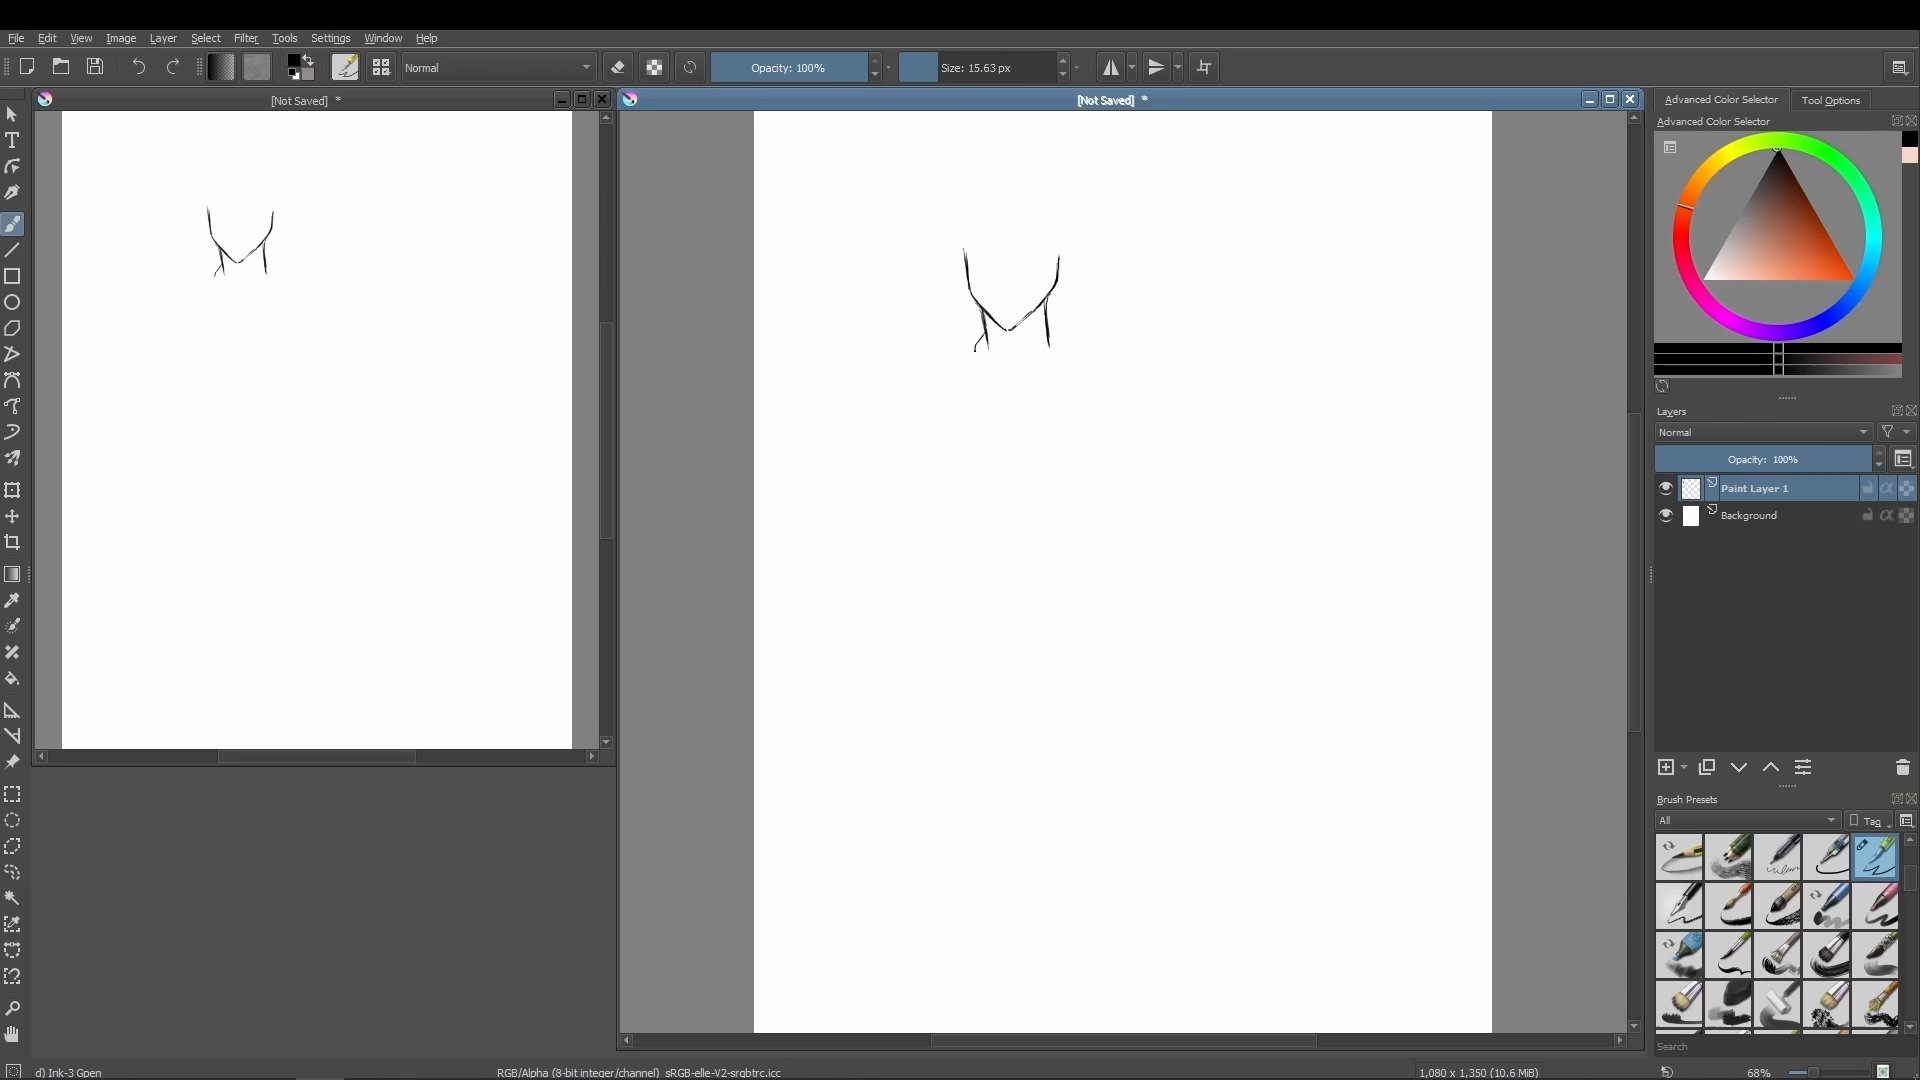 File Edit View Image Layer Select Filter Tools Settings Window Help
Normal
Opacity: 100%
Size: 15.63 px
[Not Saved] *
[Not Saved] *
Advanced Color Selector
Tool Options
Advanced Color Selector
Layers
Normal
Opacity: 100%
Paint Layer 1
Background
Brush Presets
All
Tag
Search
d) Ink-3 Gpen
RGB/Alpha (8-bit integer/channel) sRGB-elle-V2-srgbtrc.icc
1,080 x 1,350 (10.6 MiB)
68%